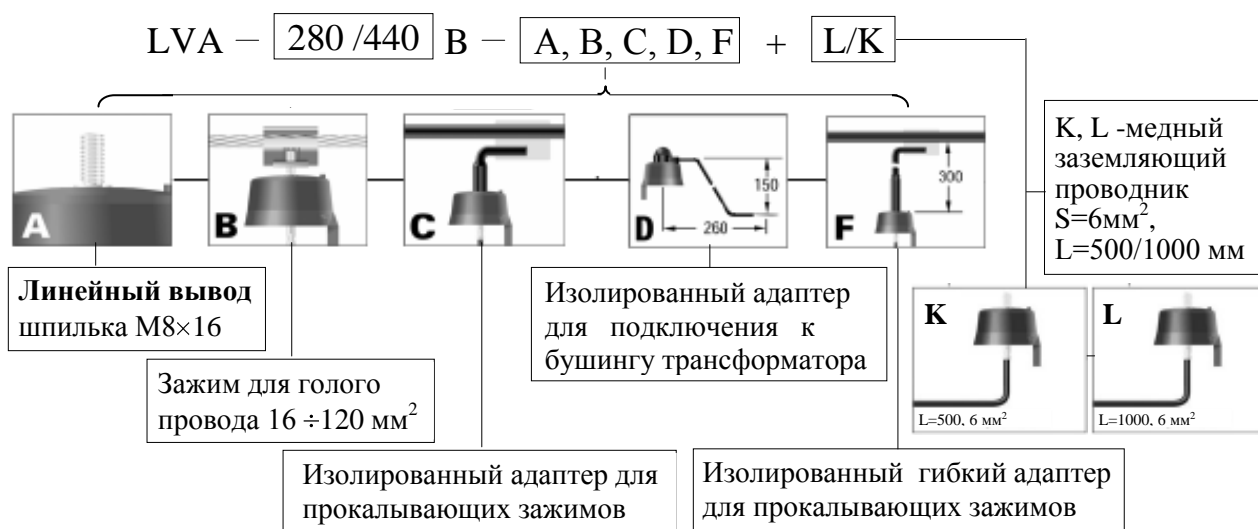 LVA – 280 /440 B – A, B, C, D, F + L/K
A
B
C
D
150
260
F
300
K, L -медный
заземляющий
проводник
S=6мм²,
L=500/1000 мм
Линейный вывод
шпилька М8×16
Зажим для голого
провода 16 ÷120 мм²
Изолированный адаптер для
прокалывающих зажимов
Изолированный адаптер
для подключения к
бушингу трансформатора
Изолированный гибкий адаптер
для прокалывающих зажимов
K
L=500, 6 мм²
L
L=1000, 6 мм²